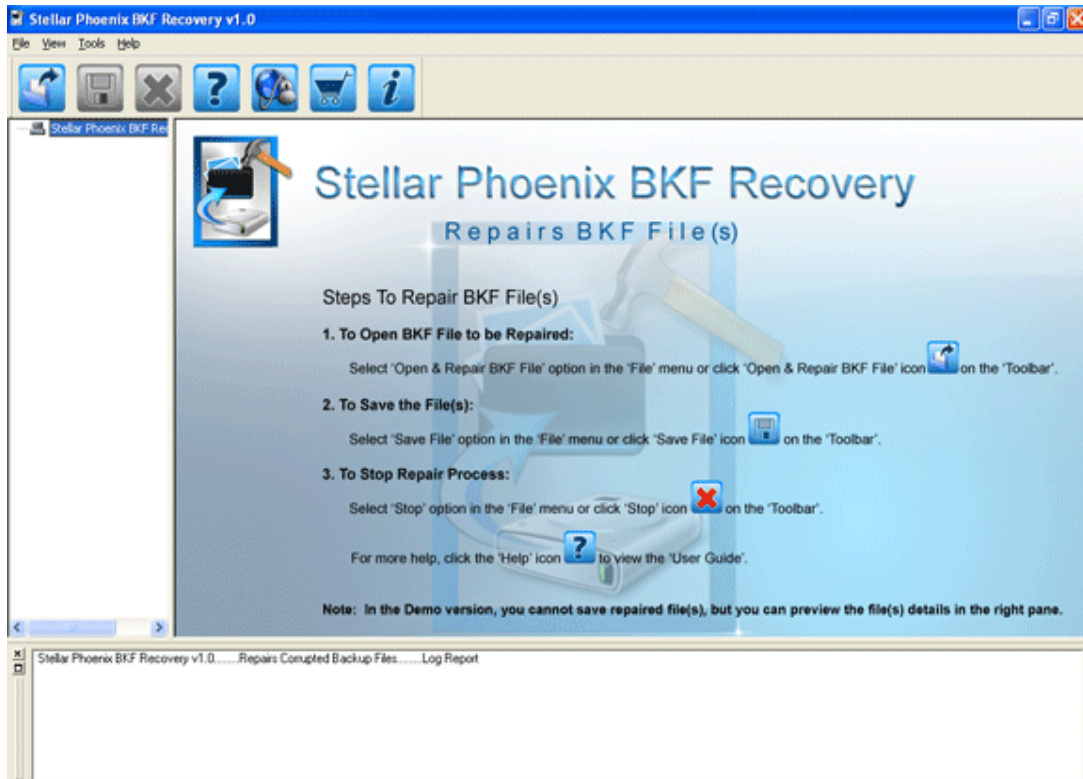 Stellar Phoenix BKF Recovery v1.0
File View Tools Help
Stellar Phoenix BKF Rec
Stellar Phoenix BKF Recovery
Repairs BKF File(s)
Steps To Repair BKF File(s)
1. To Open BKF File to be Repaired:
Select 'Open & Repair BKF File' option in the 'File' menu or click 'Open & Repair BKF File' icon on the 'Toolbar'.
2. To Save the File(s):
Select 'Save File' option in the 'File' menu or click 'Save File' icon on the 'Toolbar'.
3. To Stop Repair Process:
Select 'Stop' option in the 'File' menu or click 'Stop' icon on the 'Toolbar'.
For more help, click the 'Help' icon to view the 'User Guide'.
Note: In the Demo version, you cannot save repaired file(s), but you can preview the file(s) details in the right pane.
Stellar Phoenix BKF Recovery v1.0........Repairs Corrupted Backup Files........Log Report